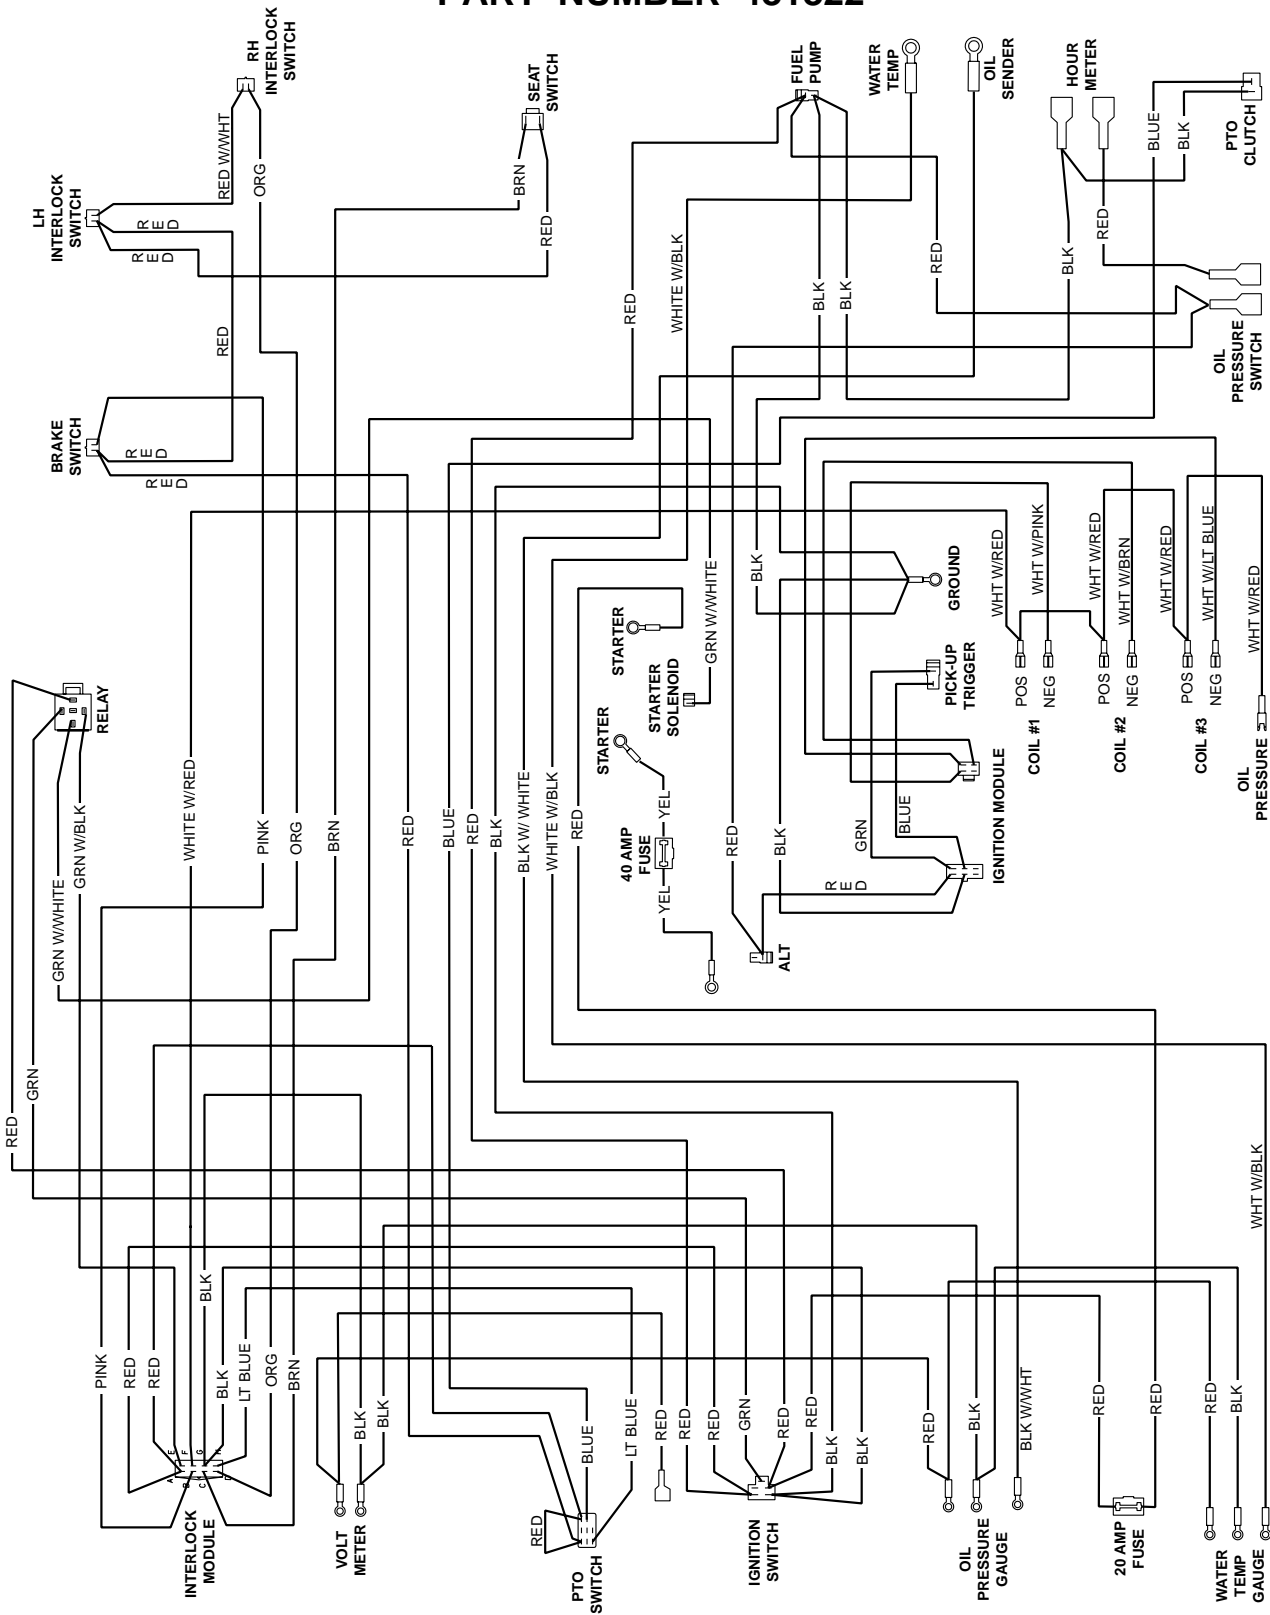 PART NUMBER 481822
RH
INTERLOCK
SWITCH
LH
INTERLOCK
SWITCH
RED W/WHT
ORG
RED
RED
RED
BRAKE
SWITCH
RED
RED
SEAT
SWITCH
BRN
RED
FUEL
PUMP
WATER
TEMP
OIL
SENDER
HOUR
METER
PTO
CLUTCH
BLUE
BLK
RED
WHITE W/BLK
BLK
BLK
RED
BLK
RED
OIL
PRESSURE
SWITCH
RELAY
GRN W/WHITE
GRN W/BLK
WHITE W/RED
PINK
ORG
BRN
RED
BLUE
RED
BLK
BLK W/ WHITE
WHITE W/BLK
RED
STARTER
STARTER
SOLENOID
GRN W/WHITE
STARTER
40 AMP
FUSE
YEL
YEL
BLK
GROUND
PICK-UP
TRIGGER
GRN
BLUE
RED
BLK
RED
ALT
IGNITION MODULE
WHT W/RED
WHT W/PINK
WHT W/RED
WHT W/BRN
WHT W/RED
WHT W/LT BLUE
WHT W/RED
POS
NEG
COIL #1
POS
NEG
COIL #2
POS
NEG
COIL #3
OIL
PRESSURE
RED
GRN
PINK
RED
RED
BLK
BLK
LT BLUE
ORG
BRN
A
E
B
F
C
G
D
H
INTERLOCK
MODULE
BLK
BLK
VOLT
METER
RED
BLUE
LT BLUE
PTO
SWITCH
RED
RED
RED
GRN
RED
RED
BLK
BLK
IGNITION
SWITCH
RED
BLK
BLK W/WHT
OIL
PRESSURE
GAUGE
RED
RED
20 AMP
FUSE
RED
BLK
WHT W/BLK
WATER
TEMP
GAUGE